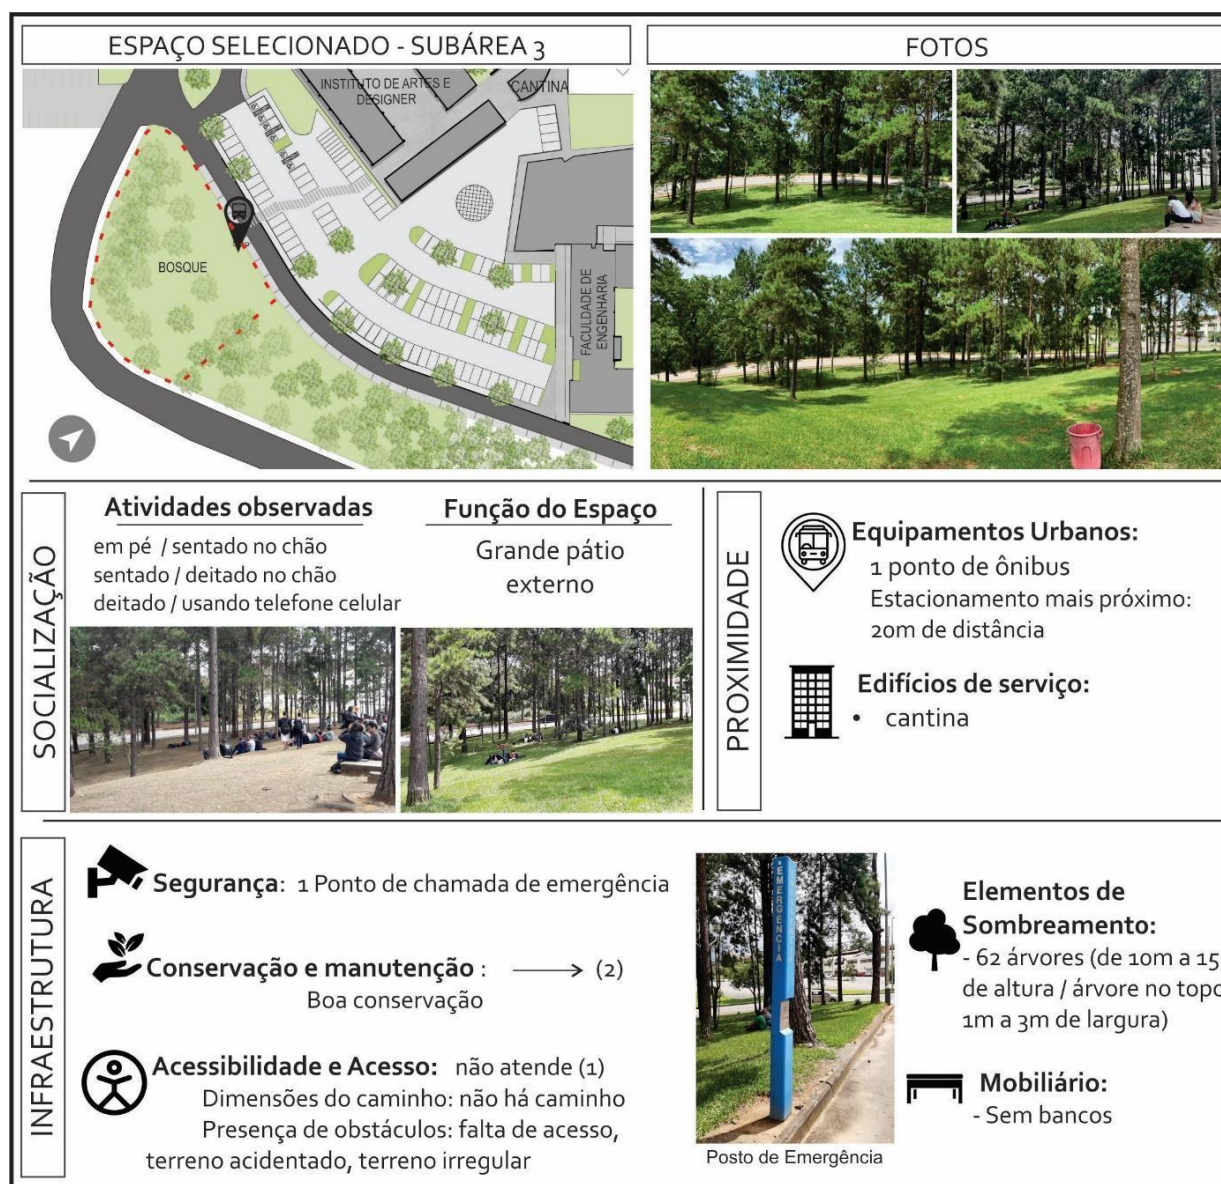 ESPAÇO SELECIONADO - SUBÁREA 3
INSTITUTO DE ARTES E
DESIGNER
CANTINA
BOSQUE
FACULDADE DE
ENGENHARIA
FOTOS
SOCIALIZAÇÃO
Atividades observadas
em pé / sentado no chão
sentado / deitado no chão
deitado / usando telefone celular
Função do Espaço
Grande pátio
externo
PROXIMIDADE
Equipamentos Urbanos:
1 ponto de ônibus
Estacionamento mais próximo:
20m de distância
Edifícios de serviço:
• cantina
INFRAESTRUTURA
Segurança: 1 Ponto de chamada de emergência
Conservação e manutenção : → (2)
Boa conservação
Acessibilidade e Acesso: não atende (1)
Dimensões do caminho: não há caminho
Presença de obstáculos: falta de acesso,
terreno acidentado, terreno irregular
EMERGÊNCIA
Posto de Emergência
Elementos de
Sombreamento:
- 62 árvores (de 10m a 15
de altura / árvore no topo
1m a 3m de largura)
Mobiliário:
- Sem bancos